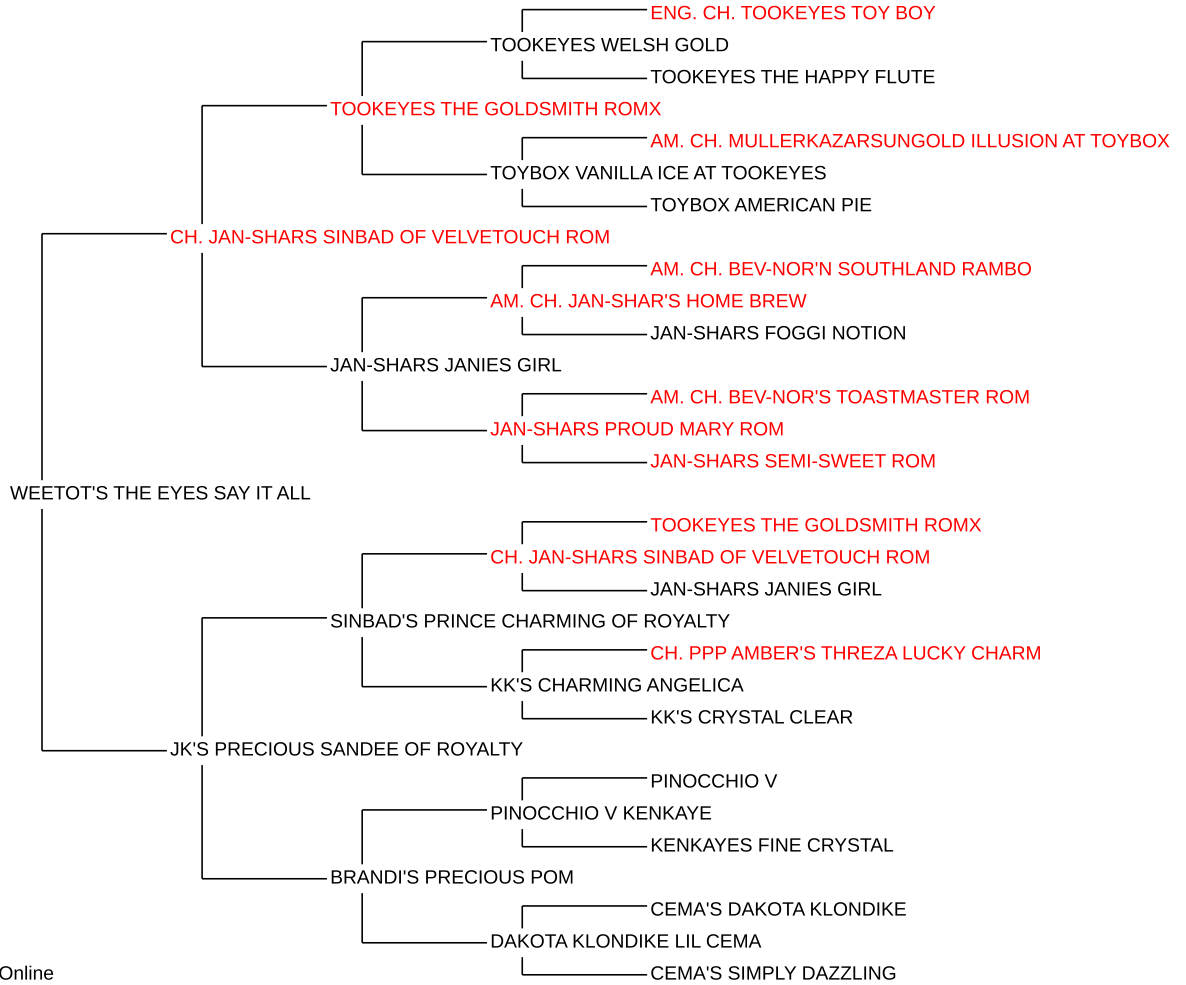 ENG. CH. TOOKEYES TOY BOY
TOOKEYES WELSH GOLD
TOOKEYES THE HAPPY FLUTE
TOOKEYES THE GOLDSMITH ROMX
AM. CH. MULLERKAZARSUNGOLD ILLUSION AT TOYBOX
TOYBOX VANILLA ICE AT TOOKEYES
TOYBOX AMERICAN PIE
CH. JAN-SHARS SINBAD OF VELVETOUCH ROM
AM. CH. BEV-NOR'N SOUTHLAND RAMBO
AM. CH. JAN-SHAR'S HOME BREW
JAN-SHARS FOGGI NOTION
JAN-SHARS JANIES GIRL
AM. CH. BEV-NOR'S TOASTMASTER ROM
JAN-SHARS PROUD MARY ROM
JAN-SHARS SEMI-SWEET ROM
WEETOT'S THE EYES SAY IT ALL
TOOKEYES THE GOLDSMITH ROMX
CH. JAN-SHARS SINBAD OF VELVETOUCH ROM
JAN-SHARS JANIES GIRL
SINBAD'S PRINCE CHARMING OF ROYALTY
CH. PPP AMBER'S THREZA LUCKY CHARM
KK'S CHARMING ANGELICA
KK'S CRYSTAL CLEAR
JK'S PRECIOUS SANDEE OF ROYALTY
PINOCCHIO V
PINOCCHIO V KENKAYE
KENKAYES FINE CRYSTAL
BRANDI'S PRECIOUS POM
CEMA'S DAKOTA KLONDIKE
DAKOTA KLONDIKE LIL CEMA
CEMA'S SIMPLY DAZZLING
Online